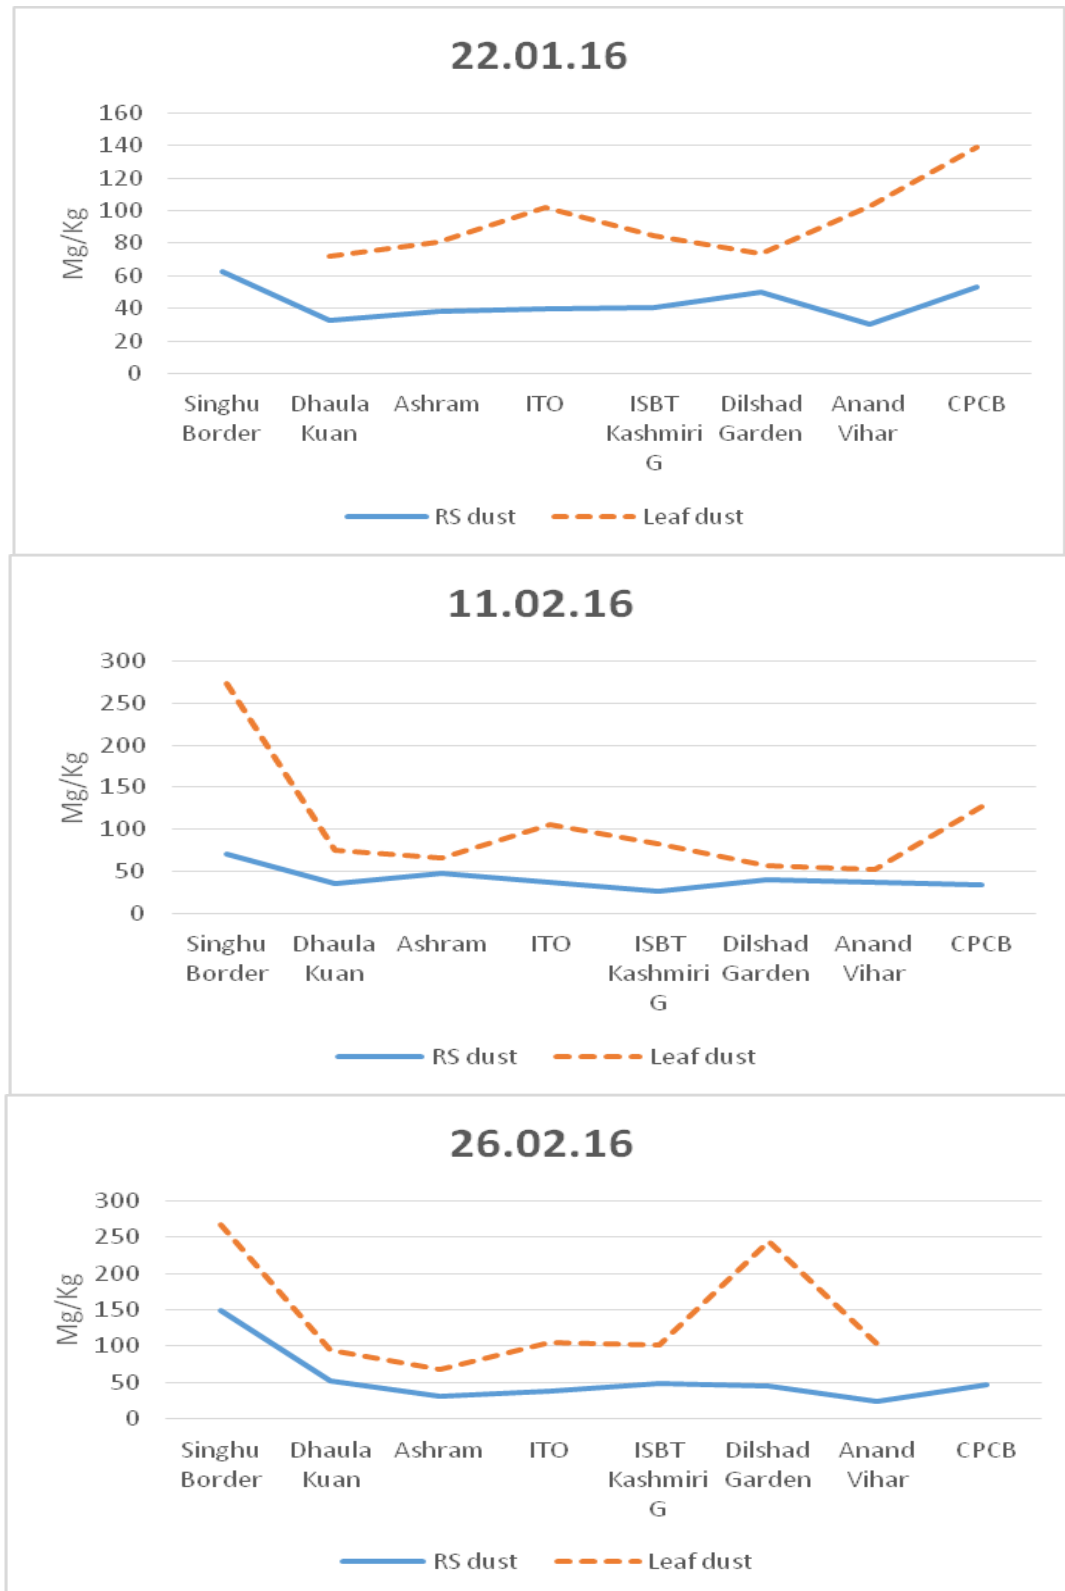 22.01.16
160
140
120
100
80
60
40
20
0
Mg/Kg
Singhu Dhaula Ashram ITO ISBT Dilshad Anand CPCB
Border Kuan Kashmiri Garden Vihar
G
RS dust Leaf dust
11.02.16
300
250
200
150
100
50
0
Mg/Kg
Singhu Dhaula Ashram ITO ISBT Dilshad Anand CPCB
Border Kuan Kashmiri Garden Vihar
G
RS dust Leaf dust
26.02.16
300
250
200
150
100
50
0
Mg/Kg
Singhu Dhaula Ashram ITO ISBT Dilshad Anand CPCB
Border Kuan Kashmiri Garden Vihar
G
RS dust Leaf dust